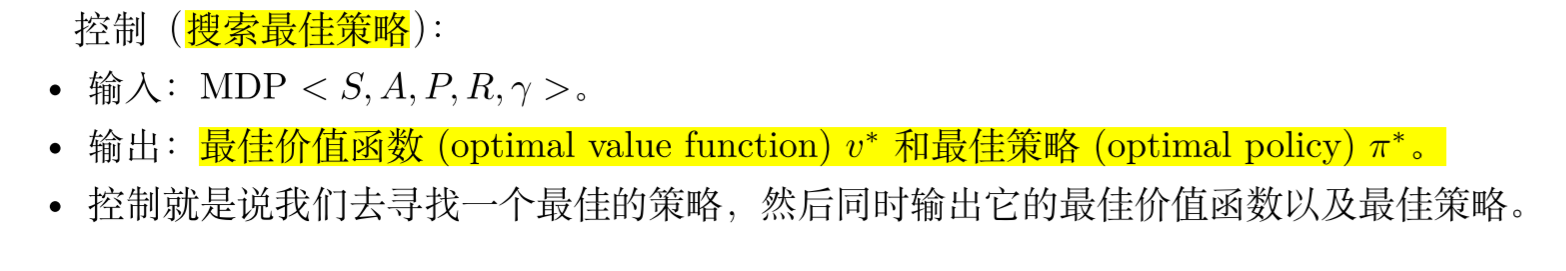 控制（搜索最佳策略）：
• 输入：MDP < S, A, P, R, γ >。
• 输出：最佳价值函数 (optimal value function) v* 和最佳策略 (optimal policy) π*。
• 控制就是说我们去寻找一个最佳的策略，然后同时输出它的最佳价值函数以及最佳策略。